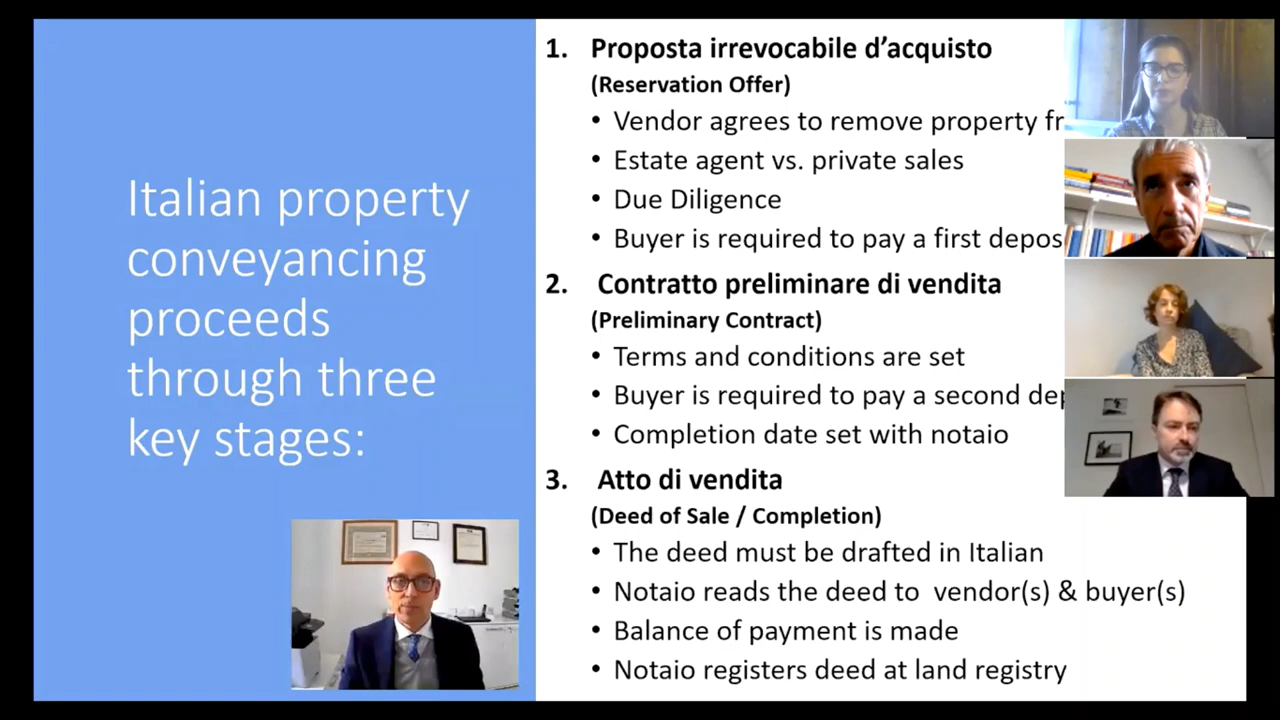 Italian property
conveyancing
proceeds
through three
key stages:
1. Proposta irrevocabile d’acquisto
(Reservation Offer)
• Vendor agrees to remove property
• Estate agent vs. private sales
• Due Diligence
• Buyer is required to pay a first
2. Contratto preliminare di vendita
(Preliminary Contract)
• Terms and conditions are set
• Buyer is required to pay a second
• Completion date set with notaio
3. Atto di vendita
(Deed of Sale / Completion)
• The deed must be drafted in Italian
• Notaio reads the deed to vendor(s) & buyer(s)
• Balance of payment is made
• Notaio registers deed at land registry